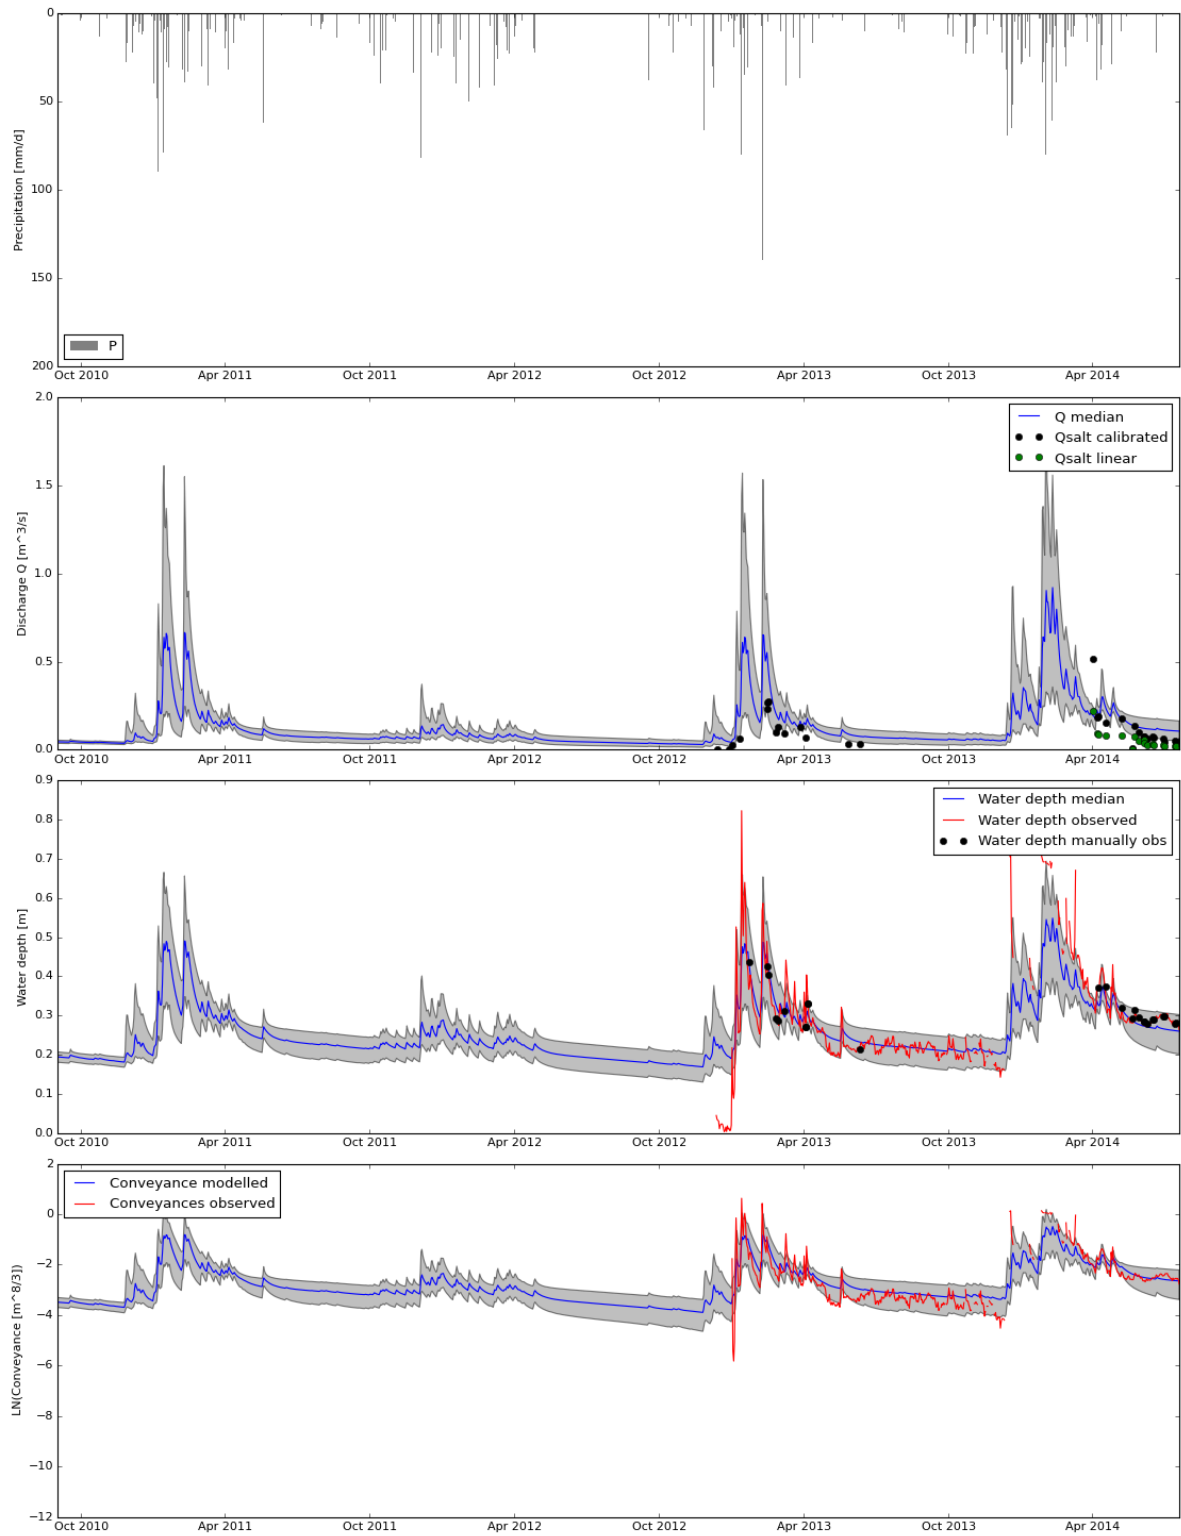 0
50
100
150
200
Precipitation [mm/d]
P
Oct 2010 Apr 2011 Oct 2011 Apr 2012 Oct 2012 Apr 2013 Oct 2013 Apr 2014
2.0
1.5
1.0
0.5
0.0
Discharge Q [m^3/s]
Q median
Qsalt calibrated
Qsalt linear
Oct 2010 Apr 2011 Oct 2011 Apr 2012 Oct 2012 Apr 2013 Oct 2013 Apr 2014
0.9
0.8
0.7
0.6
0.5
0.4
0.3
0.2
0.1
0.0
Water depth [m]
Water depth median
Water depth observed
Water depth manually obs
Oct 2010 Apr 2011 Oct 2011 Apr 2012 Oct 2012 Apr 2013 Oct 2013 Apr 2014
2
0
−2
−4
−6
−8
−10
−12
LN(Conveyance [m^8/3])
Conveyance modelled
Conveyances observed
Oct 2010 Apr 2011 Oct 2011 Apr 2012 Oct 2012 Apr 2013 Oct 2013 Apr 2014